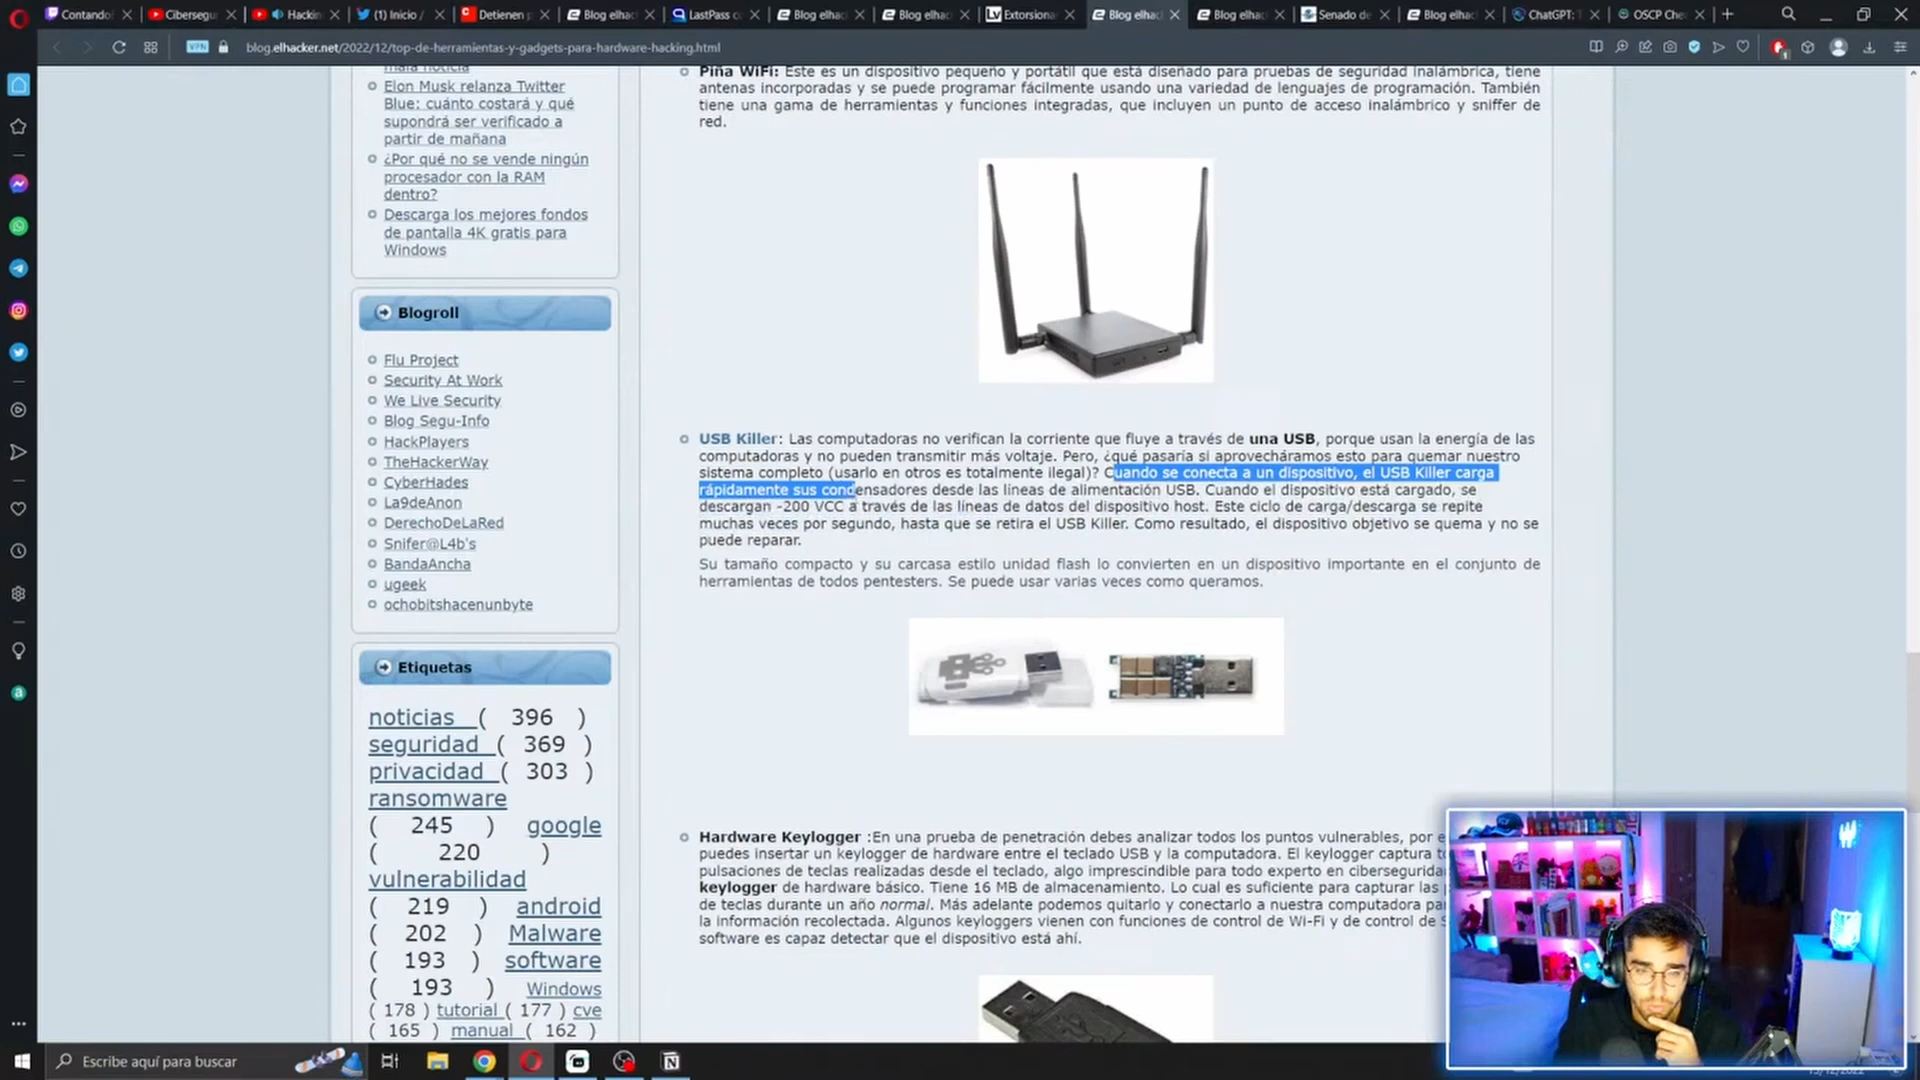 Contando
Cibersegu
Hackin
(1) Inicio /
Detienen p
Blog elhac
LastPass co
Blog elhac
Blog elhac
Extorsiona
Blog elhac
Blog elhac
Senado de
Blog elhac
ChatGPT: T
OSCP Che
VPN
blog.elhacker.net/2022/12/top-de-herramientas-y-gadgets-para-hardware-hacking.html
mala noticia
Elon Musk relanza Twitter
Blue: cuánto costará y qué
supondrá ser verificado a
partir de mañana
¿Por qué no se vende ningún
procesador con la RAM
dentro?
Descarga los mejores fondos
de pantalla 4K gratis para
Windows
Blogroll
Flu Project
Security At Work
We Live Security
Blog Segu-Info
HackPlayers
TheHackerWay
CyberHades
La9deAnon
DerechoDeLaRed
Snifer@L4b's
BandaAncha
ugeek
ochobitshacenunbyte
Etiquetas
noticias ( 396 )
seguridad ( 369 )
privacidad ( 303 )
ransomware
( 245 ) google
( 220 )
vulnerabilidad
( 219 ) android
( 202 ) Malware
( 193 ) software
( 193 ) Windows
( 178 ) tutorial ( 177 ) cve
( 165 ) manual ( 162 )
Piña WiFi: Este es un dispositivo pequeño y portátil que está diseñado para pruebas de seguridad inalámbrica, tiene
antenas incorporadas y se puede programar fácilmente usando una variedad de lenguajes de programación. También
tiene una gama de herramientas y funciones integradas, que incluyen un punto de acceso inalámbrico y sniffer de
red.
USB Killer: Las computadoras no verifican la corriente que fluye a través de una USB, porque usan la energía de las
computadoras y no pueden transmitir más voltaje. Pero, ¿qué pasaría si aprovecháramos esto para quemar nuestro
sistema completo (usarlo en otros es totalmente ilegal)? Cuando se conecta a un dispositivo, el USB Killer carga
rápidamente sus condensadores desde las líneas de alimentación USB. Cuando el dispositivo está cargado, se
descargan -200 VCC a través de las líneas de datos del dispositivo host. Este ciclo de carga/descarga se repite
muchas veces por segundo, hasta que se retira el USB Killer. Como resultado, el dispositivo objetivo se quema y no se
puede reparar.
Su tamaño compacto y su carcasa estilo unidad flash lo convierten en un dispositivo importante en el conjunto de
herramientas de todos pentesters. Se puede usar varias veces como queramos.
Hardware Keylogger :En una prueba de penetración debes analizar todos los puntos vulnerables, por e
puedes insertar un keylogger de hardware entre el teclado USB y la computadora. El keylogger captura t
pulsaciones de teclas realizadas desde el teclado, algo imprescindible para todo experto en cibersegurida
keylogger de hardware básico. Tiene 16 MB de almacenamiento. Lo cual es suficiente para capturar las p
de teclas durante un año normal. Más adelante podemos quitarlo y conectarlo a nuestra computadora pa
la información recolectada. Algunos keyloggers vienen con funciones de control de Wi-Fi y de control de S
software es capaz detectar que el dispositivo está ahí.
Escribe aquí para buscar